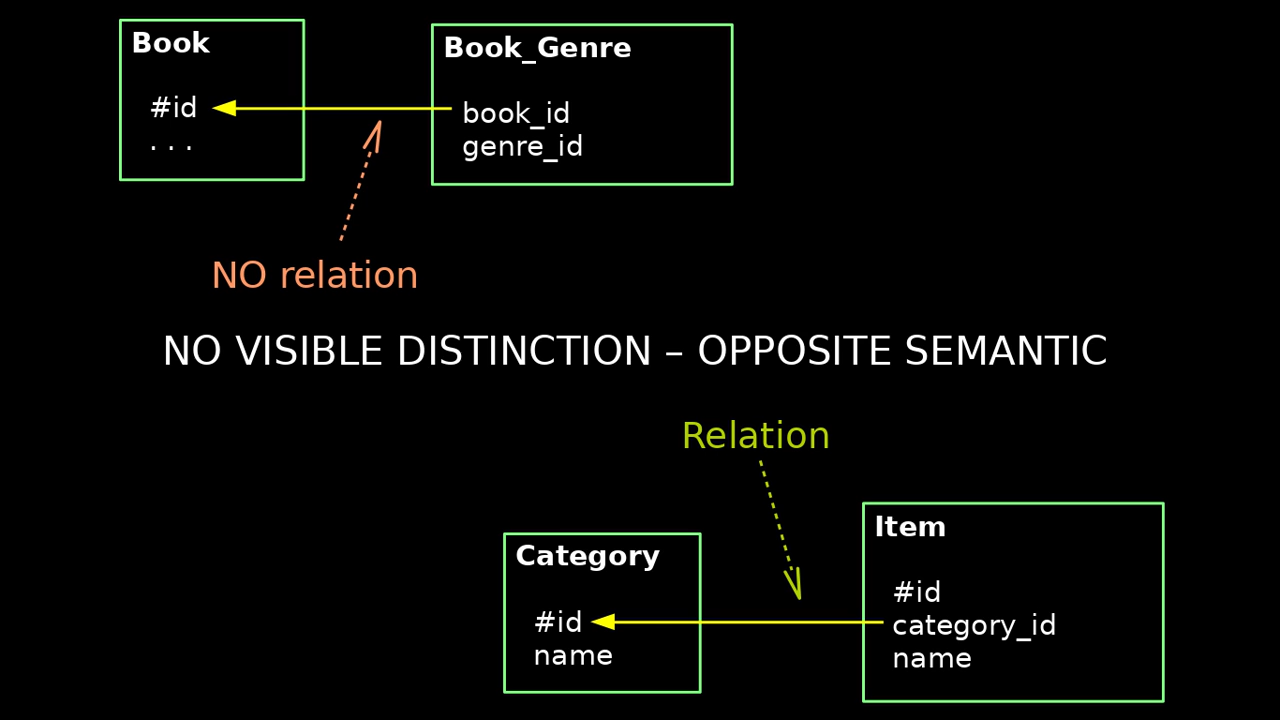 Book
#id
. . .
Book_Genre
book_id
genre_id
NO relation
NO VISIBLE DISTINCTION – OPPOSITE SEMANTIC
Relation
Category
#id
name
Item
#id
category_id
name